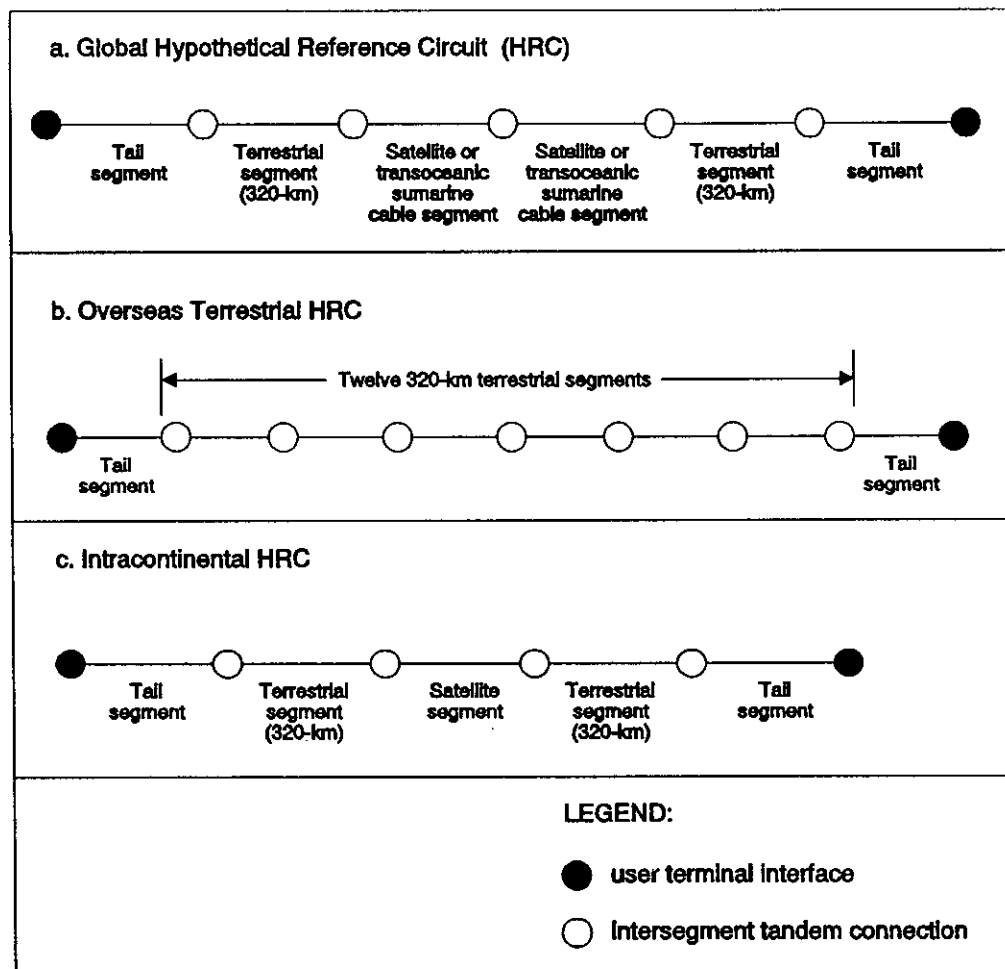 a. Global Hypothetical Reference Circuit (HRC)
Tail
segment
Terrestrial
segment
(320-km)
Satellite or
transoceanic
sumarine
cable segment
Satellite or
transoceanic
sumarine
cable segment
Terrestrial
segment
(320-km)
Tail
segment
b. Overseas Terrestrial HRC
Twelve 320-km terrestrial segments
Tail
segment
Tail
segment
c. Intracontinental HRC
Tail
segment
Terrestrial
segment
(320-km)
Satellite
segment
Terrestrial
segment
(320-km)
Tail
segment
LEGEND:
user terminal interface
Intersegment tandem connection